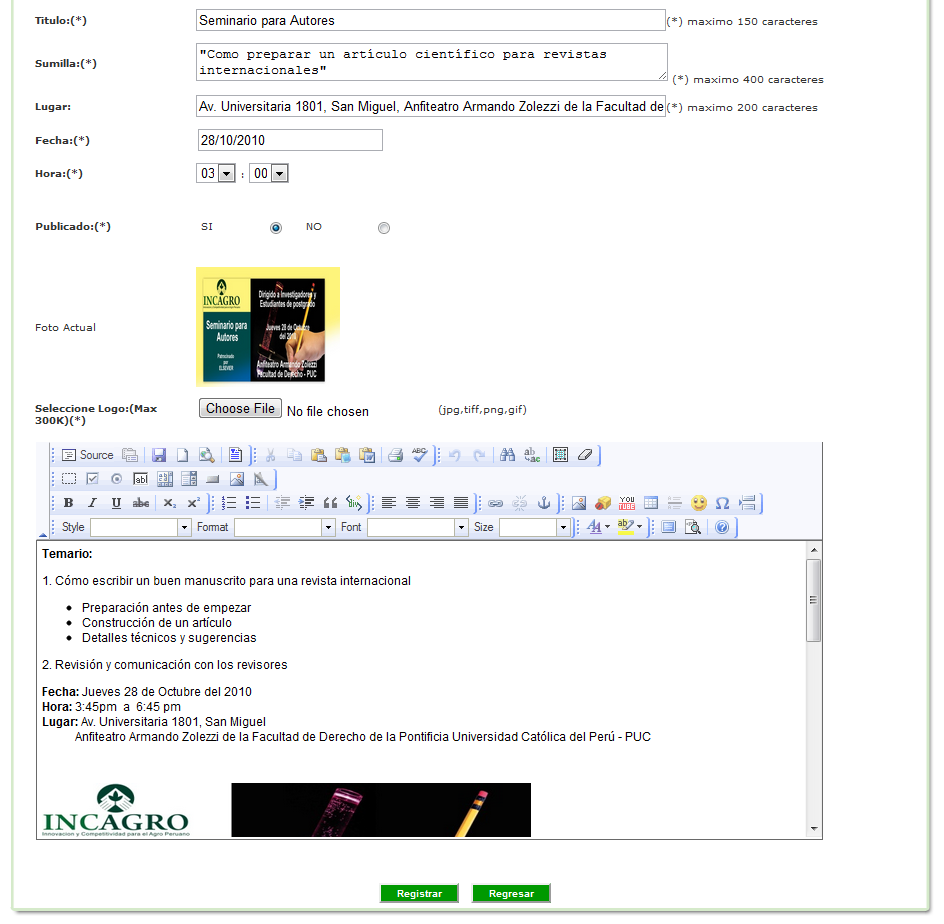 Titulo:(*) Seminario para Autores (*) maximo 150 caracteres
Sumilla:(*) "Como preparar un artículo científico para revistas
internacionales" (*) maximo 400 caracteres
Lugar: Av. Universitaria 1801, San Miguel, Anfiteatro Armando Zolezzi de la Facultad de (*) maximo 200 caracteres
Fecha:(*) 28/10/2010
Hora:(*) 03 : 00
Publicado:(*) SI NO
Foto Actual
INCAGRO
Seminario para
Autores
Patrocinado
por
ELSEVIER
Dirigido a Investigadores y
Estudiantes de postgrado
Jueves 28 de Octubre
del 2010
Anfiteatro Armando Zolezzi
Facultad de Derecho - PUC
Seleccione Logo:(Max
300K)(*) Choose File No file chosen (jpg,tiff,png,gif)
Source
B I U abc X₂ X²
Style Format Font Size
Temario:
1. Cómo escribir un buen manuscrito para una revista internacional
• Preparación antes de empezar
• Construcción de un artículo
• Detalles técnicos y sugerencias
2. Revisión y comunicación con los revisores
Fecha: Jueves 28 de Octubre del 2010
Hora: 3:45pm a 6:45 pm
Lugar: Av. Universitaria 1801, San Miguel
Anfiteatro Armando Zolezzi de la Facultad de Derecho de la Pontificia Universidad Católica del Perú - PUC
INCAGRO
Innovación y Competitividad para el Agro Peruano
Registrar Regresar